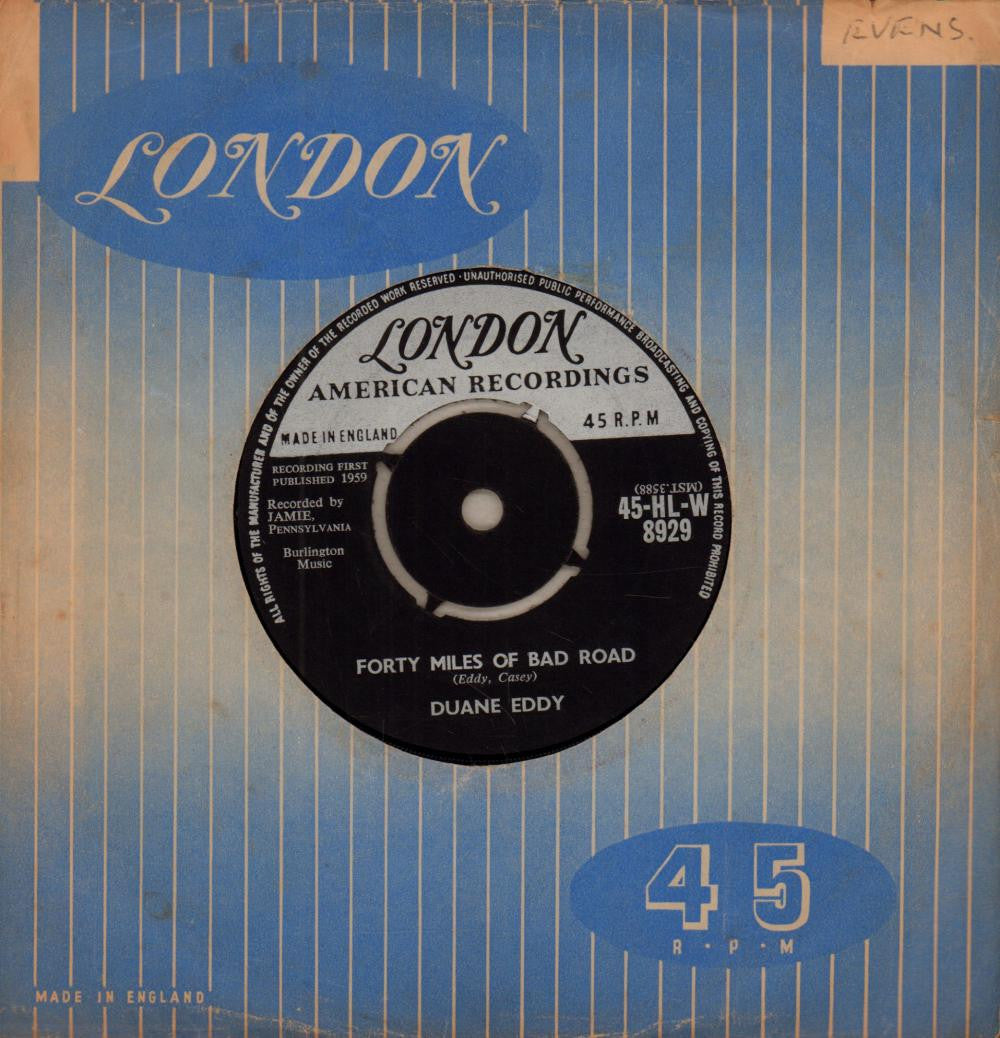 EVENS.
LONDON
ALL RIGHTS OF THE MANUFACTURER AND OF THE OWNER OF THE RECORDED WORK RESERVED · UNAUTHORISED PUBLIC PERFORMANCE BROADCASTING AND COPYING OF THIS RECORD PROHIBITED
LONDON
AMERICAN RECORDINGS
MADE IN ENGLAND
45 R.P.M
RECORDING FIRST
PUBLISHED 1959
Recorded by
JAMIE,
PENNSYLVANIA
Burlington
Music
(MST.3588)
45-HL-W
8929
FORTY MILES OF BAD ROAD
(Eddy, Casey)
DUANE EDDY
45
R·P·M
MADE IN ENGLAND